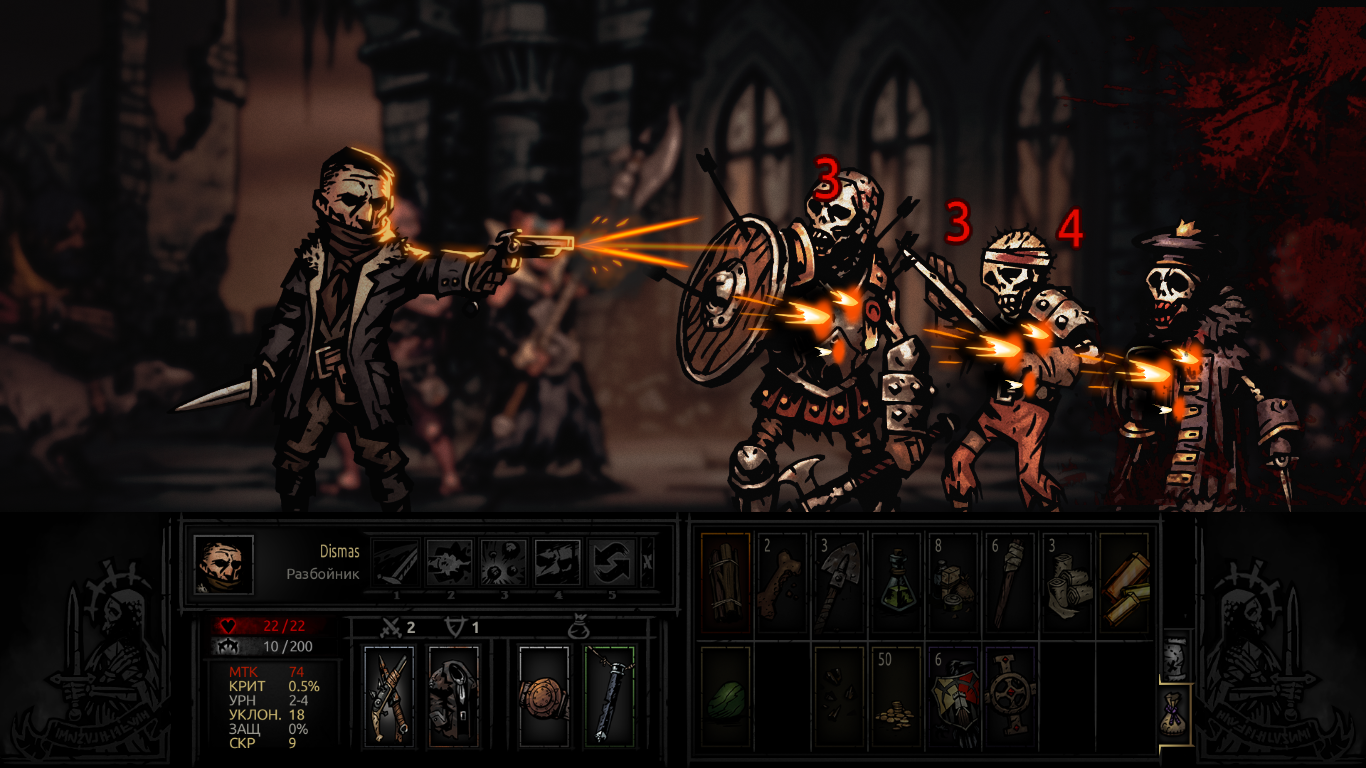 3
3
4
Dismas
Разбойник
1 2 3 4 5
22/22
10/200
2 1
МТК 74
КРИТ 0.5%
УРН 2-4
УКЛОН. 18
ЗАЩ 0%
СКР 9
2 3 8 6 3
50 6